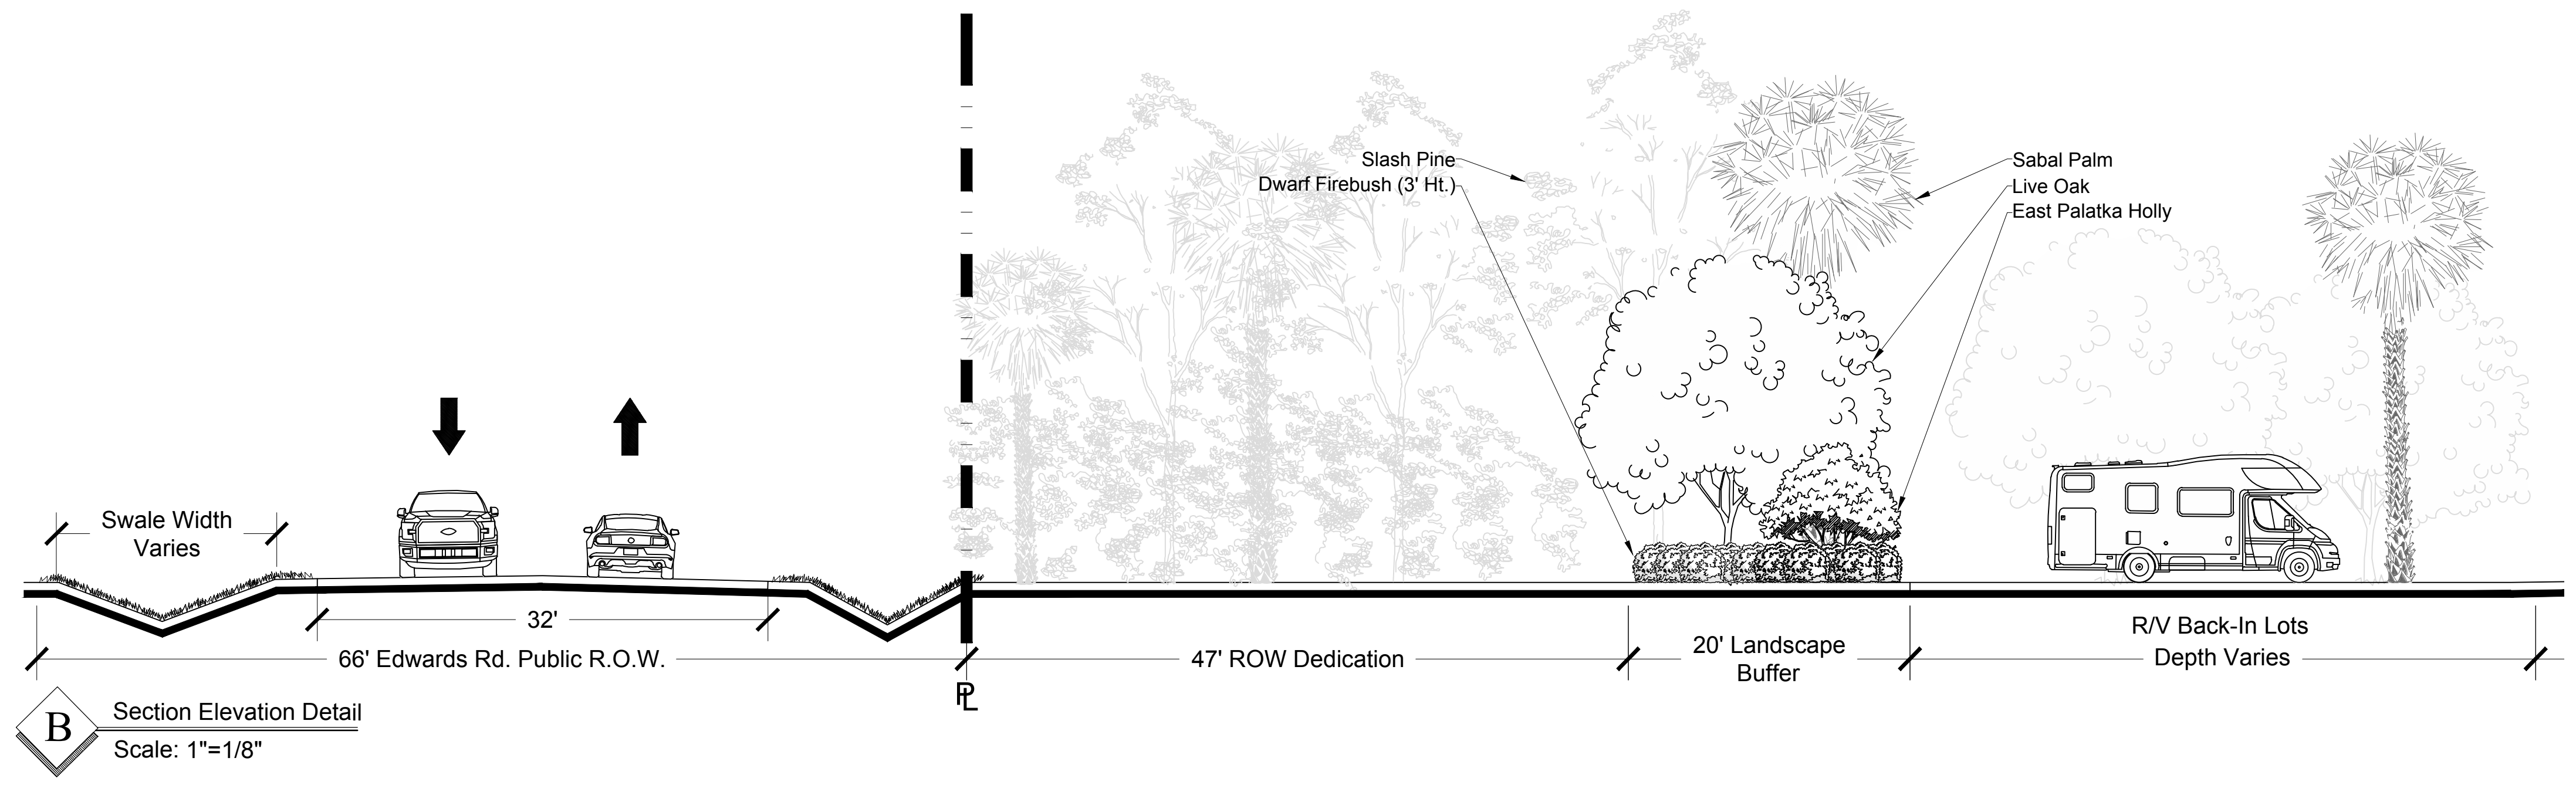 Slash Pine
Dwarf Firebush (3' Ht.)
Sabal Palm
Live Oak
East Palatka Holly
Swale Width
Varies
32'
66' Edwards Rd. Public R.O.W.
47' ROW Dedication
20' Landscape
Buffer
R/V Back-In Lots
Depth Varies
PL
B
Section Elevation Detail
Scale: 1"=1/8"